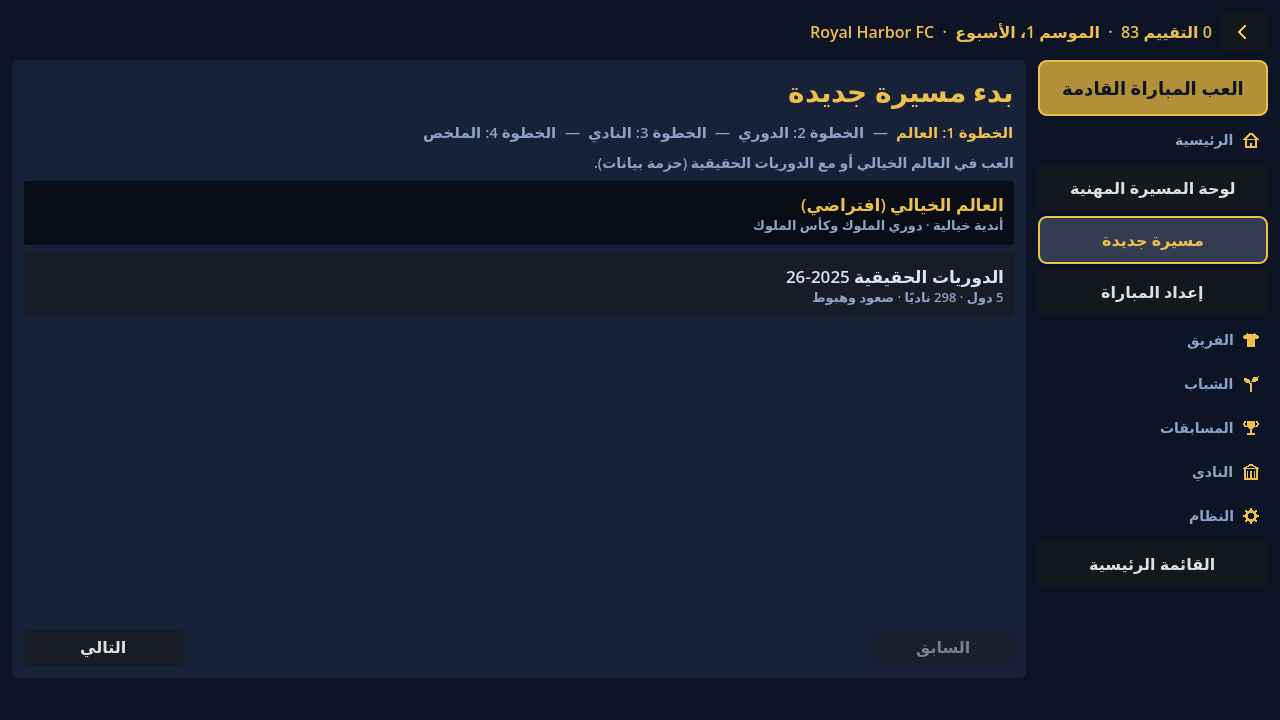 Royal Harbor FC · الموسم 1، الأسبوع · 83 التقييم 0
العب المباراة القادمة
الرئيسية
لوحة المسيرة المهنية
مسيرة جديدة
إعداد المباراة
الفريق
الشباب
المسابقات
النادي
النظام
القائمة الرئيسية
بدء مسيرة جديدة
الخطوة 1: العالم — الخطوة 2: الدوري — الخطوة 3: النادي — الخطوة 4: الملخص
العب في العالم الخيالي أو مع الدوريات الحقيقية (حزمة بيانات).
العالم الخيالي (افتراضي)
أندية خيالية · دوري الملوك وكأس الملوك
الدوريات الحقيقية 2025-26
5 دول · 298 ناديًا · صعود وهبوط
السابق
التالي